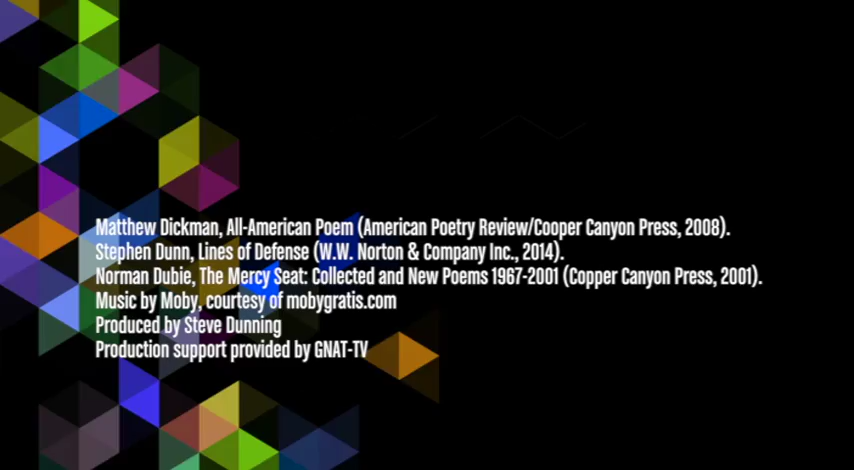 Matthew Dickman, All-American Poem (American Poetry Review/Cooper Canyon Press, 2008).
Stephen Dunn, Lines of Defense (W.W. Norton & Company Inc., 2014).
Norman Dubie, The Mercy Seat: Collected and New Poems 1967-2001 (Copper Canyon Press, 2001).
Music by Moby, courtesy of mobygratis.com
Produced by Steve Dunning
Production support provided by GNAT-TV